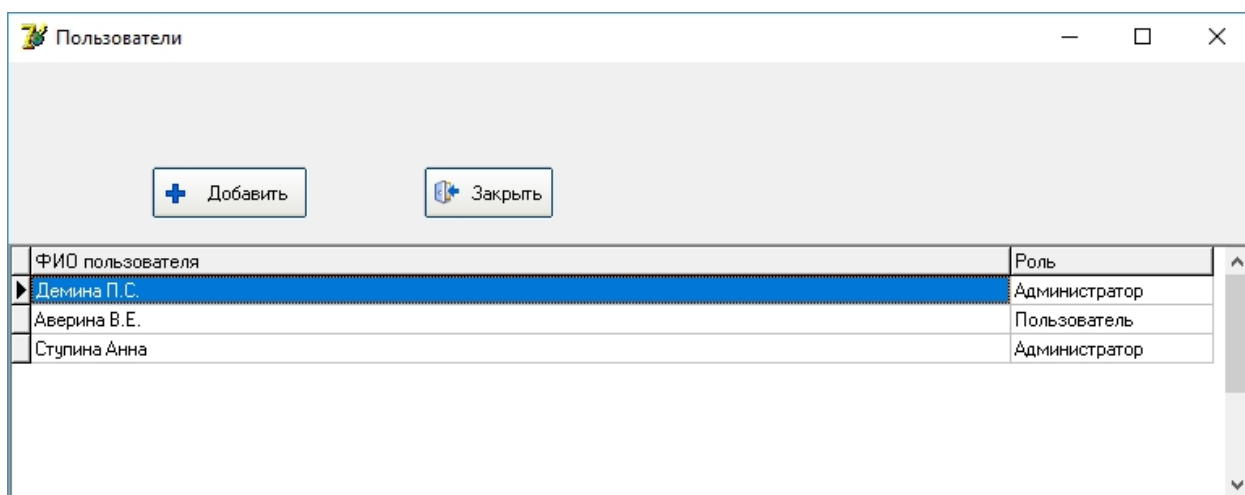 Пользователи
Добавить
Закрыть
ФИО пользователя Роль
Демина П.С. Администратор
Аверина В.Е. Пользователь
Ступина Анна Администратор